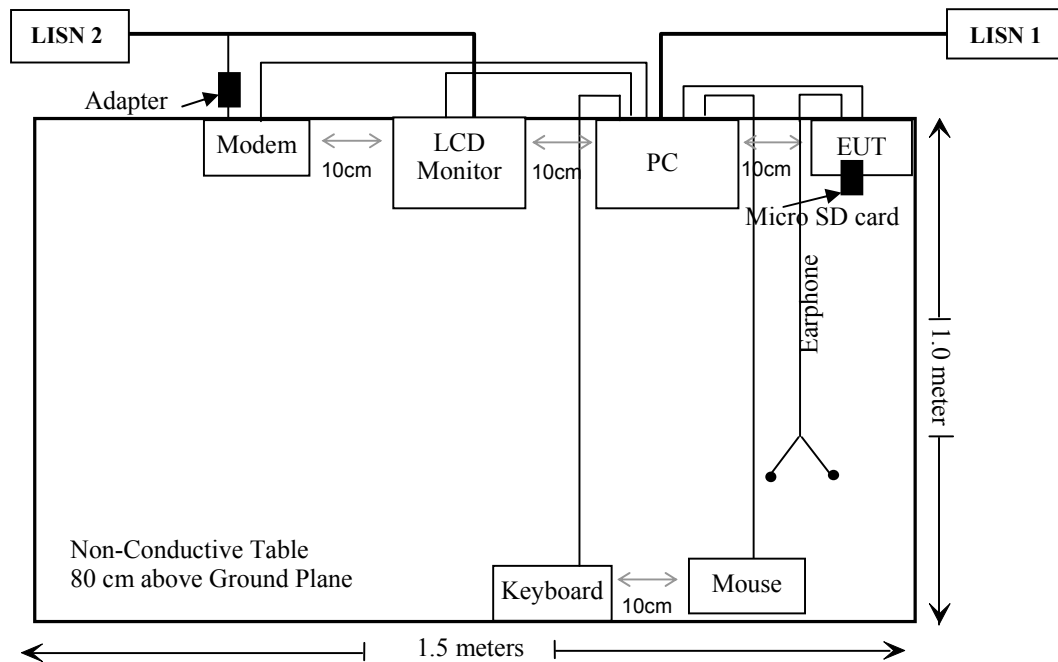 LISN 2
LISN 1
Adapter
Modem
LCD
Monitor
PC
EUT
10cm
10cm
10cm
Micro SD card
Earphone
1.0 meter
Non-Conductive Table
80 cm above Ground Plane
Keyboard
10cm
Mouse
1.5 meters